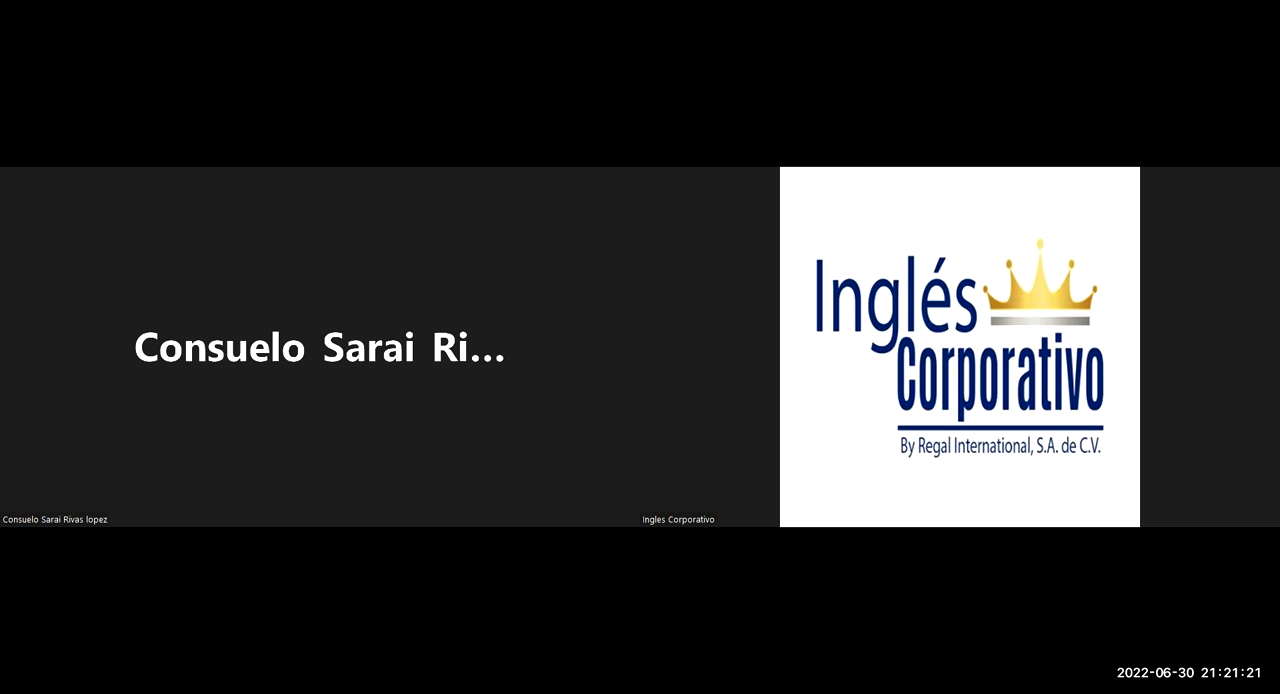 Consuelo Sarai Ri...
Consuelo Sarai Rivas lopez
Inglés
Corporativo
By Regal International, S.A. de C.V.
Ingles Corporativo
2022-06-30 21:21:21